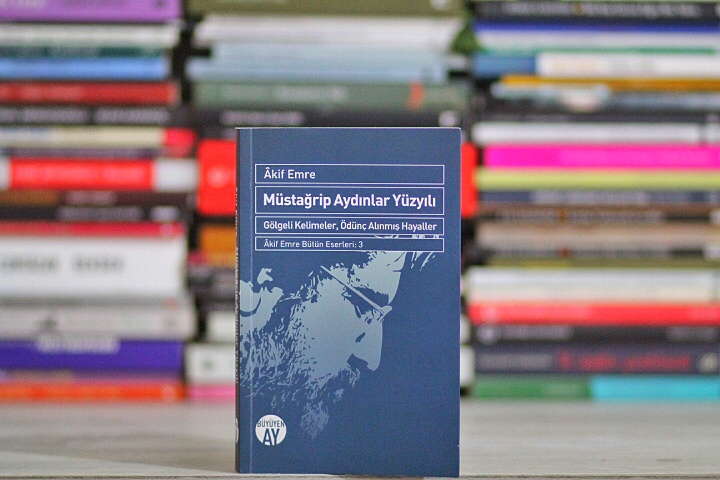 Âkif Emre
Müstağrip Aydınlar Yüzyılı
Gölgeli Kelimeler, Ödünç Alınmış Hayaller
Âkif Emre Bütün Eserleri: 3
BÜYÜYEN
AY